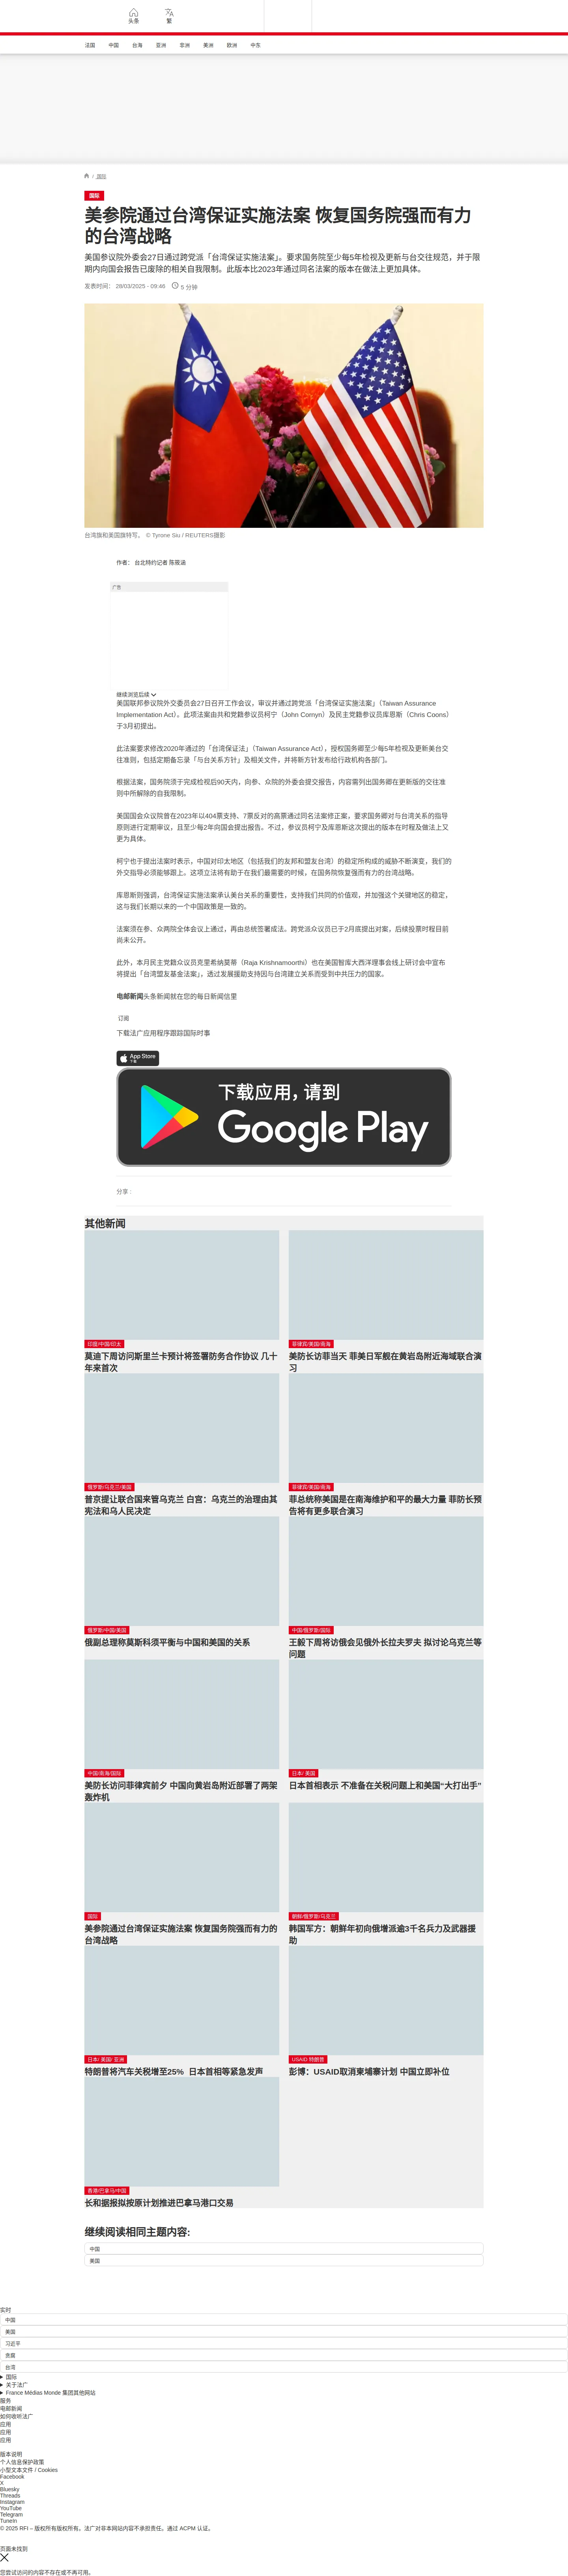 头条
繁
法国
中国
台海
亚洲
非洲
美洲
欧洲
中东
/ 国际
国际
美参院通过台湾保证实施法案 恢复国务院强而有力
的台湾战略
美国参议院外委会27日通过跨党派「台湾保证实施法案」。要求国务院至少每5年检视及更新与台交往规范，并于限
期内向国会报告已废除的相关自我限制。此版本比2023年通过同名法案的版本在做法上更加具体。
发表时间： 28/03/2025 - 09:46
5 分钟
台湾旗和美国旗特写。 © Tyrone Siu / REUTERS摄影
作者： 台北特约记者 陈筱涵
广告
继续浏览后续
美国联邦参议院外交委员会27日召开工作会议，审议并通过跨党派「台湾保证实施法案」（Taiwan Assurance
Implementation Act）。此项法案由共和党籍参议员柯宁（John Cornyn）及民主党籍参议员库恩斯（Chris Coons）
于3月初提出。
此法案要求修改2020年通过的「台湾保证法」（Taiwan Assurance Act），授权国务卿至少每5年检视及更新美台交
往准则，包括定期备忘录「与台关系方针」及相关文件，并将新方针发布给行政机构各部门。
根据法案，国务院须于完成检视后90天内，向参、众院的外委会提交报告，内容需列出国务卿在更新版的交往准
则中所解除的自我限制。
美国国会众议院曾在2023年以404票支持、7票反对的高票通过同名法案修正案，要求国务卿对与台湾关系的指导
原则进行定期审议，且至少每2年向国会提出报告。不过，参议员柯宁及库恩斯这次提出的版本在时程及做法上又
更为具体。
柯宁也于提出法案时表示，中国对印太地区（包括我们的友邦和盟友台湾）的稳定所构成的威胁不断演变，我们的
外交指导必须能够跟上。这项立法将有助于在我们最需要的时候，在国务院恢复强而有力的台湾战略。
库恩斯则强调，台湾保证实施法案承认美台关系的重要性，支持我们共同的价值观，并加强这个关键地区的稳定，
这与我们长期以来的一个中国政策是一致的。
法案须在参、众两院全体会议上通过，再由总统签署成法。跨党派众议员已于2月底提出对案，后续投票时程目前
尚未公开。
此外，本月民主党籍众议员克里希纳莫蒂（Raja Krishnamoorthi）也在美国智库大西洋理事会线上研讨会中宣布
将提出「台湾盟友基金法案」，透过发展援助支持因与台湾建立关系而受到中共压力的国家。
电邮新闻头条新闻就在您的每日新闻信里
订阅
下载法广应用程序跟踪国际时事
App Store
下载
下载应用，请到
Google Play
分享 :
其他新闻
印度/中国/印太
莫迪下周访问斯里兰卡预计将签署防务合作协议 几十
年来首次
菲律宾/美国/南海
美防长访菲当天 菲美日军舰在黄岩岛附近海域联合演
习
俄罗斯/乌克兰/美国
普京提让联合国来管乌克兰 白宫：乌克兰的治理由其
宪法和乌人民决定
菲律宾/美国/南海
菲总统称美国是在南海维护和平的最大力量 菲防长预
告将有更多联合演习
俄罗斯/中国/美国
俄副总理称莫斯科须平衡与中国和美国的关系
中国/俄罗斯/国际
王毅下周将访俄会见俄外长拉夫罗夫 拟讨论乌克兰等
问题
中国/南海/国际
美防长访问菲律宾前夕 中国向黄岩岛附近部署了两架
轰炸机
日本/ 美国
日本首相表示 不准备在关税问题上和美国“大打出手”
国际
美参院通过台湾保证实施法案 恢复国务院强而有力的
台湾战略
朝鲜/俄罗斯/乌克兰
韩国军方：朝鲜年初向俄增派逾3千名兵力及武器援
助
日本/ 美国/ 亚洲
特朗普将汽车关税增至25% 日本首相等紧急发声
USAID 特朗普
彭博：USAID取消柬埔寨计划 中国立即补位
香港/巴拿马/中国
长和据报拟按原计划推进巴拿马港口交易
继续阅读相同主题内容:
中国
美国
实时
中国
美国
习近平
贪腐
台湾
国际
关于法广
France Médias Monde 集团其他网站
服务
电邮新闻
如何收听法广
应用
应用
应用
版本说明
个人信息保护政策
小型文本文件 / Cookies
Facebook
X
Bluesky
Threads
Instagram
YouTube
Telegram
TuneIn
© 2025 RFI – 版权所有版权所有。法广对非本网站内容不承担责任。通过 ACPM 认证。
页面未找到
您尝试访问的内容不存在或不再可用。